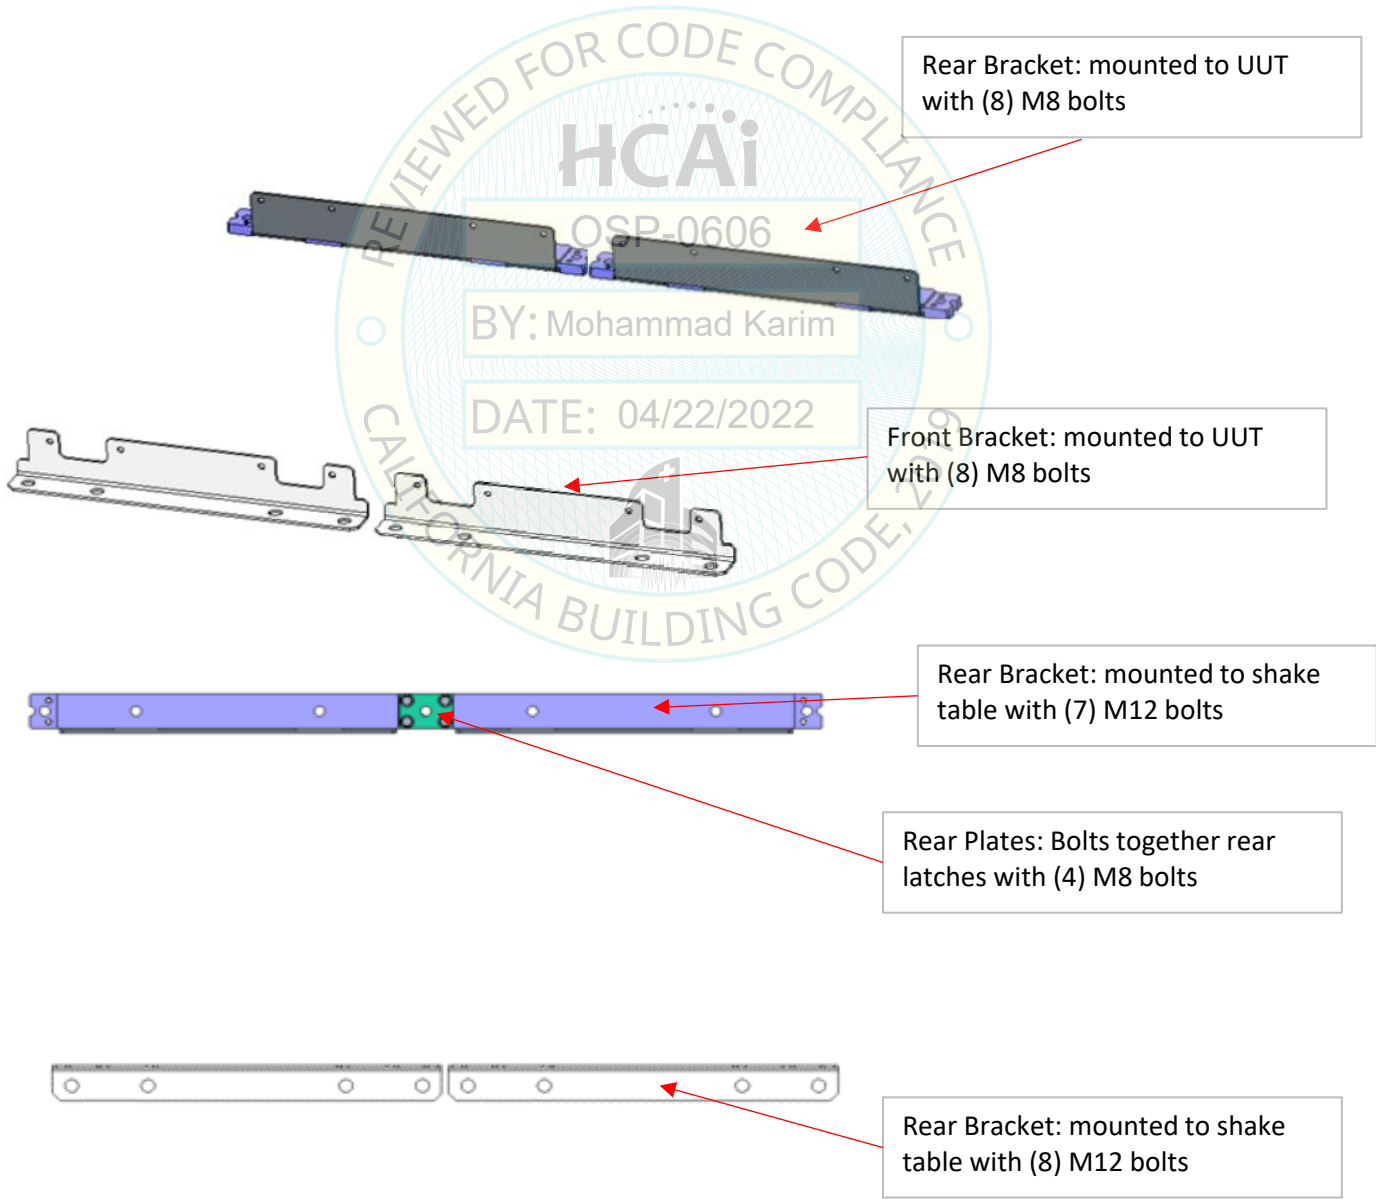 REVIEWED FOR CODE COMPLIANCE
HCAi
OSP-0606
BY: Mohammad Karim
DATE: 04/22/2022
CALIFORNIA BUILDING CODE, 2019
Rear Bracket: mounted to UUT
with (8) M8 bolts
Front Bracket: mounted to UUT
with (8) M8 bolts
Rear Bracket: mounted to shake
table with (7) M12 bolts
Rear Plates: Bolts together rear
latches with (4) M8 bolts
Rear Bracket: mounted to shake
table with (8) M12 bolts